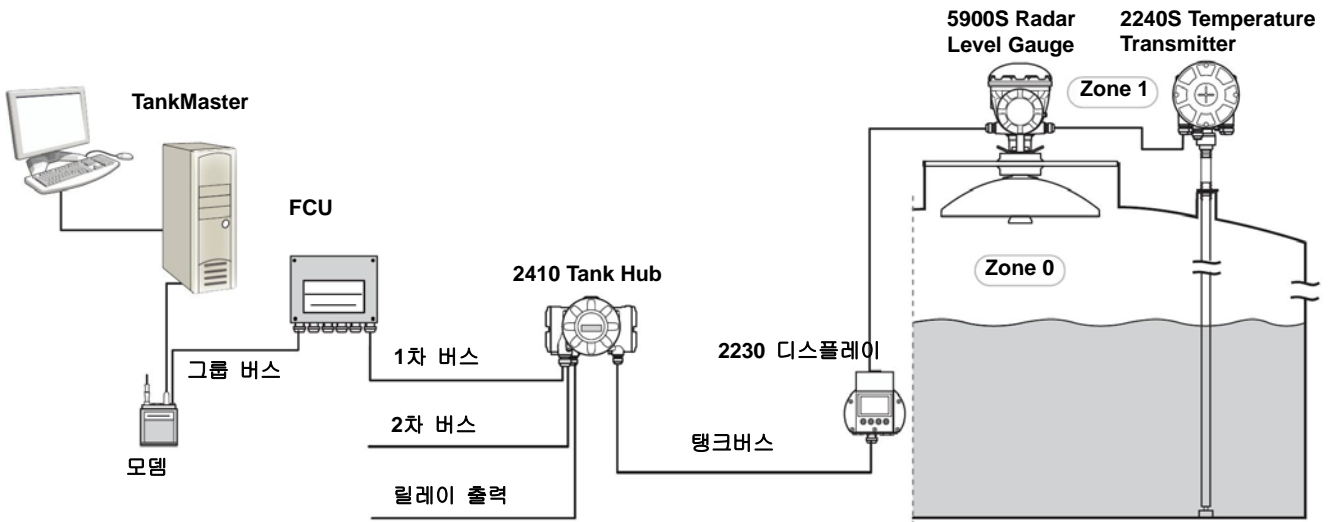 5900S Radar
Level Gauge
2240S Temperature
Transmitter
Zone 1
TankMaster
FCU
2410 Tank Hub
Zone 0
2230 디스플레이
1차 버스
그룹 버스
2차 버스
탱크버스
모뎀
릴레이 출력